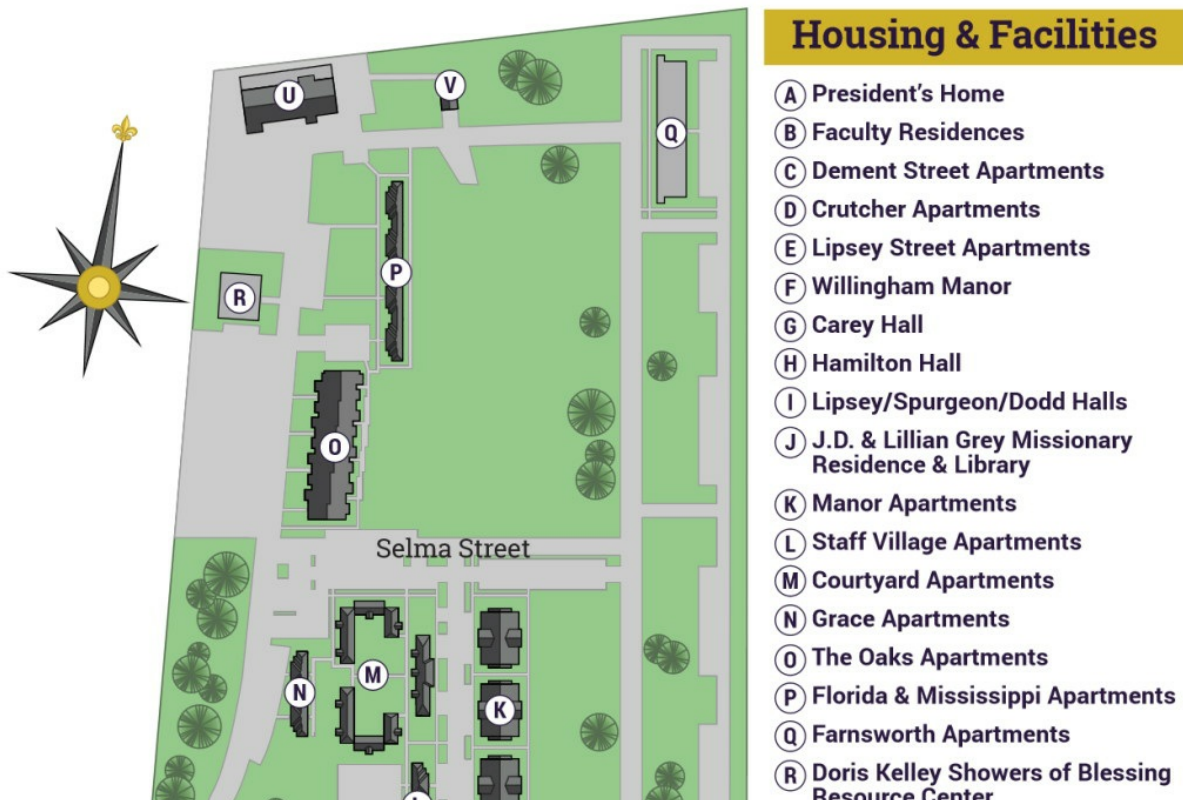 Housing & Facilities
A President's Home
B Faculty Residences
C Dement Street Apartments
D Crutcher Apartments
E Lipsey Street Apartments
F Willingham Manor
G Carey Hall
H Hamilton Hall
I Lipsey/Spurgeon/Dodd Halls
J J.D. & Lillian Grey Missionary
Residence & Library
K Manor Apartments
L Staff Village Apartments
M Courtyard Apartments
N Grace Apartments
O The Oaks Apartments
P Florida & Mississippi Apartments
Q Farnsworth Apartments
R Doris Kelley Showers of Blessing
Resource Center
U
V
Q
P
R
O
Selma Street
M
N
K